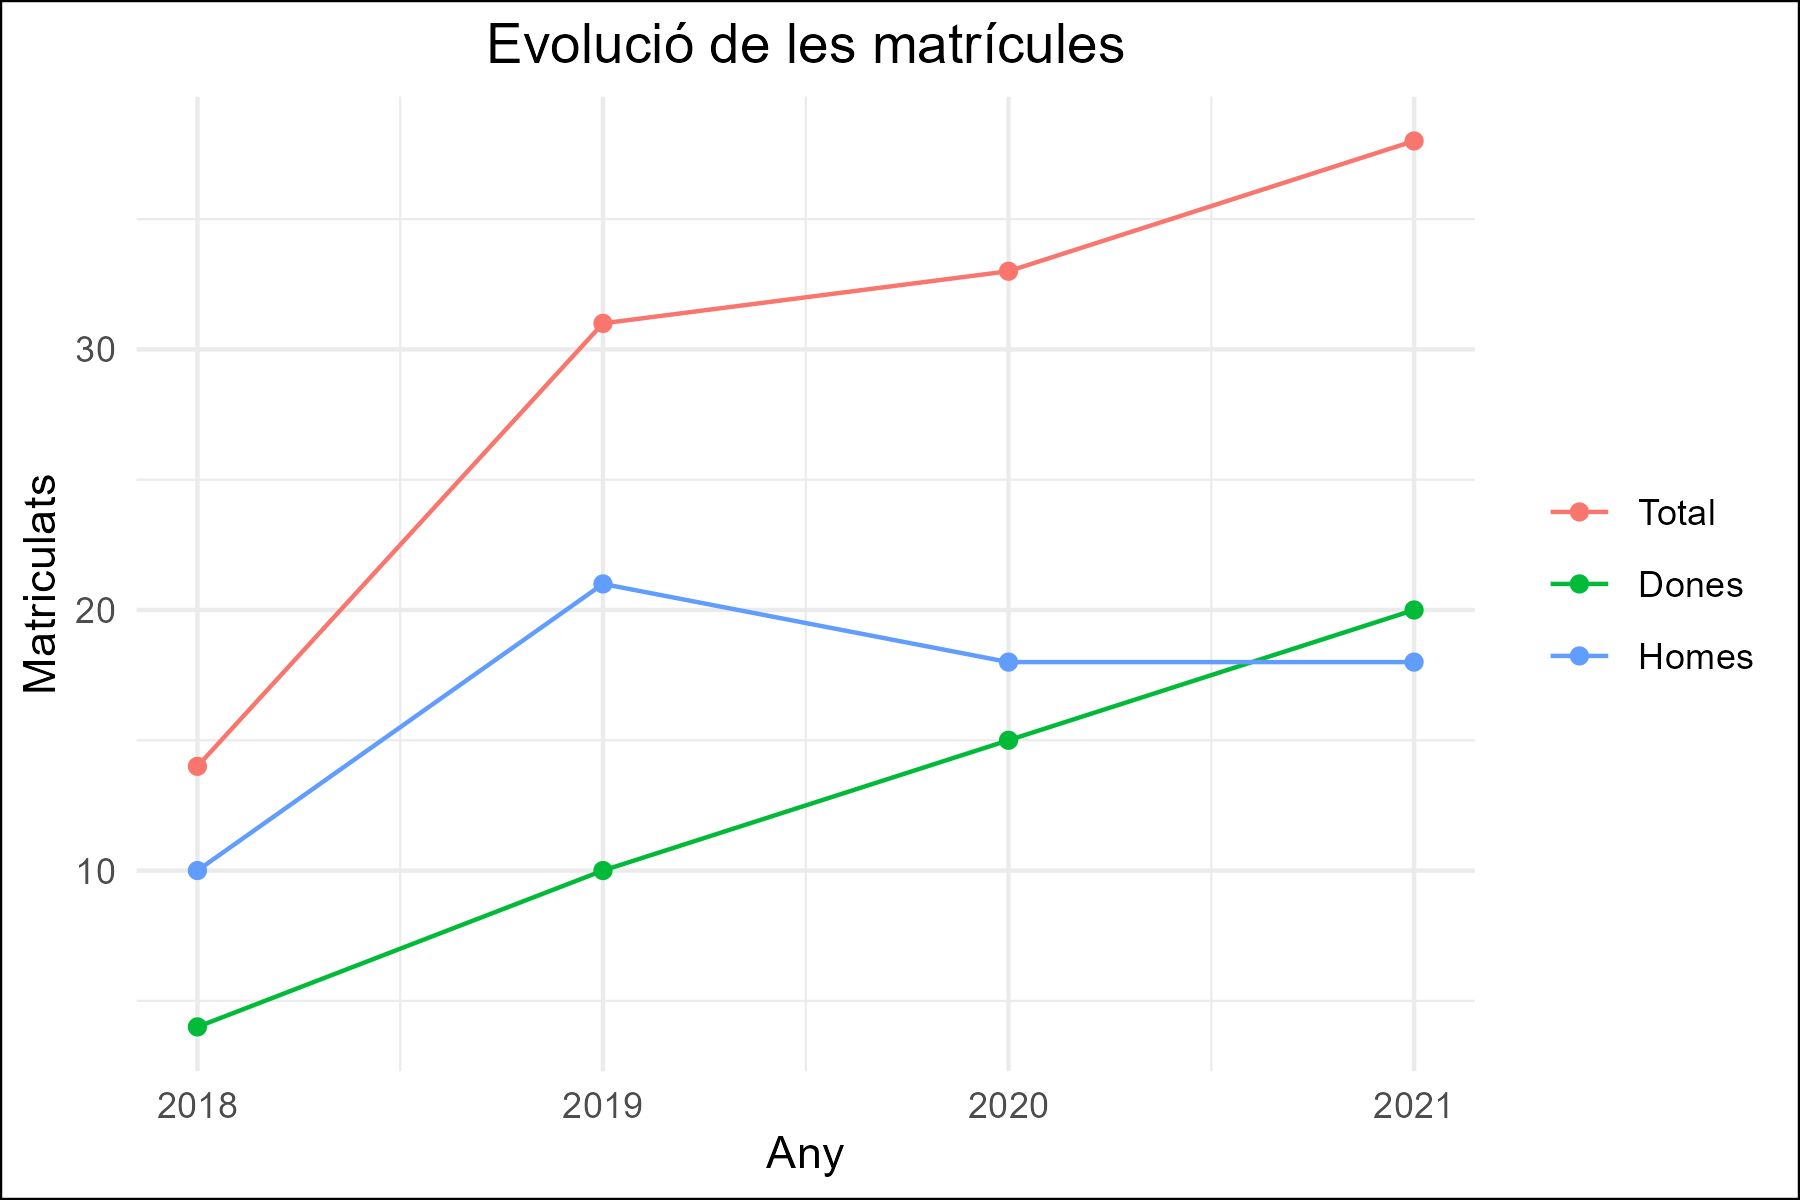 Evolució de les matrícules
Matriculats
30
20
10
2018
2019
2020
2021
Any
Total
Dones
Homes